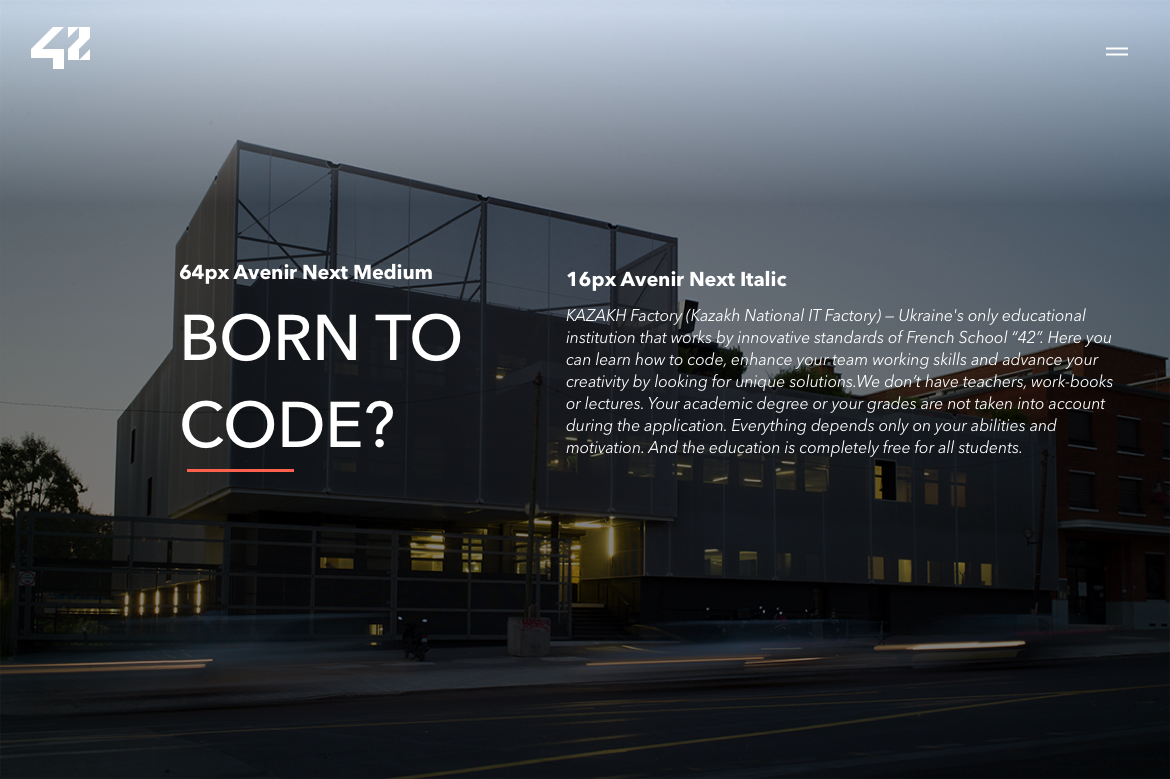 42
64px Avenir Next Medium
BORN TO
CODE?
16px Avenir Next Italic
KAZAKH Factory (Kazakh National IT Factory) — Ukraine's only educational
institution that works by innovative standards of French School “42”. Here you
can learn how to code, enhance your team working skills and advance your
creativity by looking for unique solutions.We don’t have teachers, work-books
or lectures. Your academic degree or your grades are not taken into account
during the application. Everything depends only on your abilities and
motivation. And the education is completely free for all students.